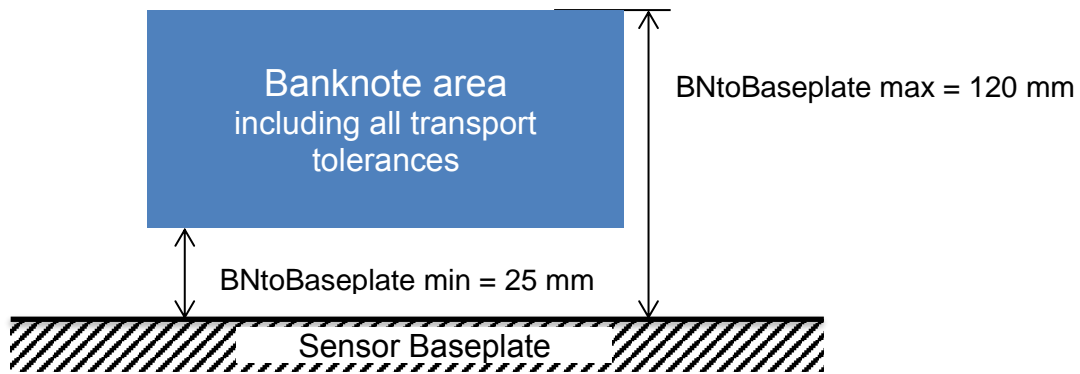 Banknote area
including all transport
tolerances
BNtoBaseplate max = 120 mm
BNtoBaseplate min = 25 mm
Sensor Baseplate